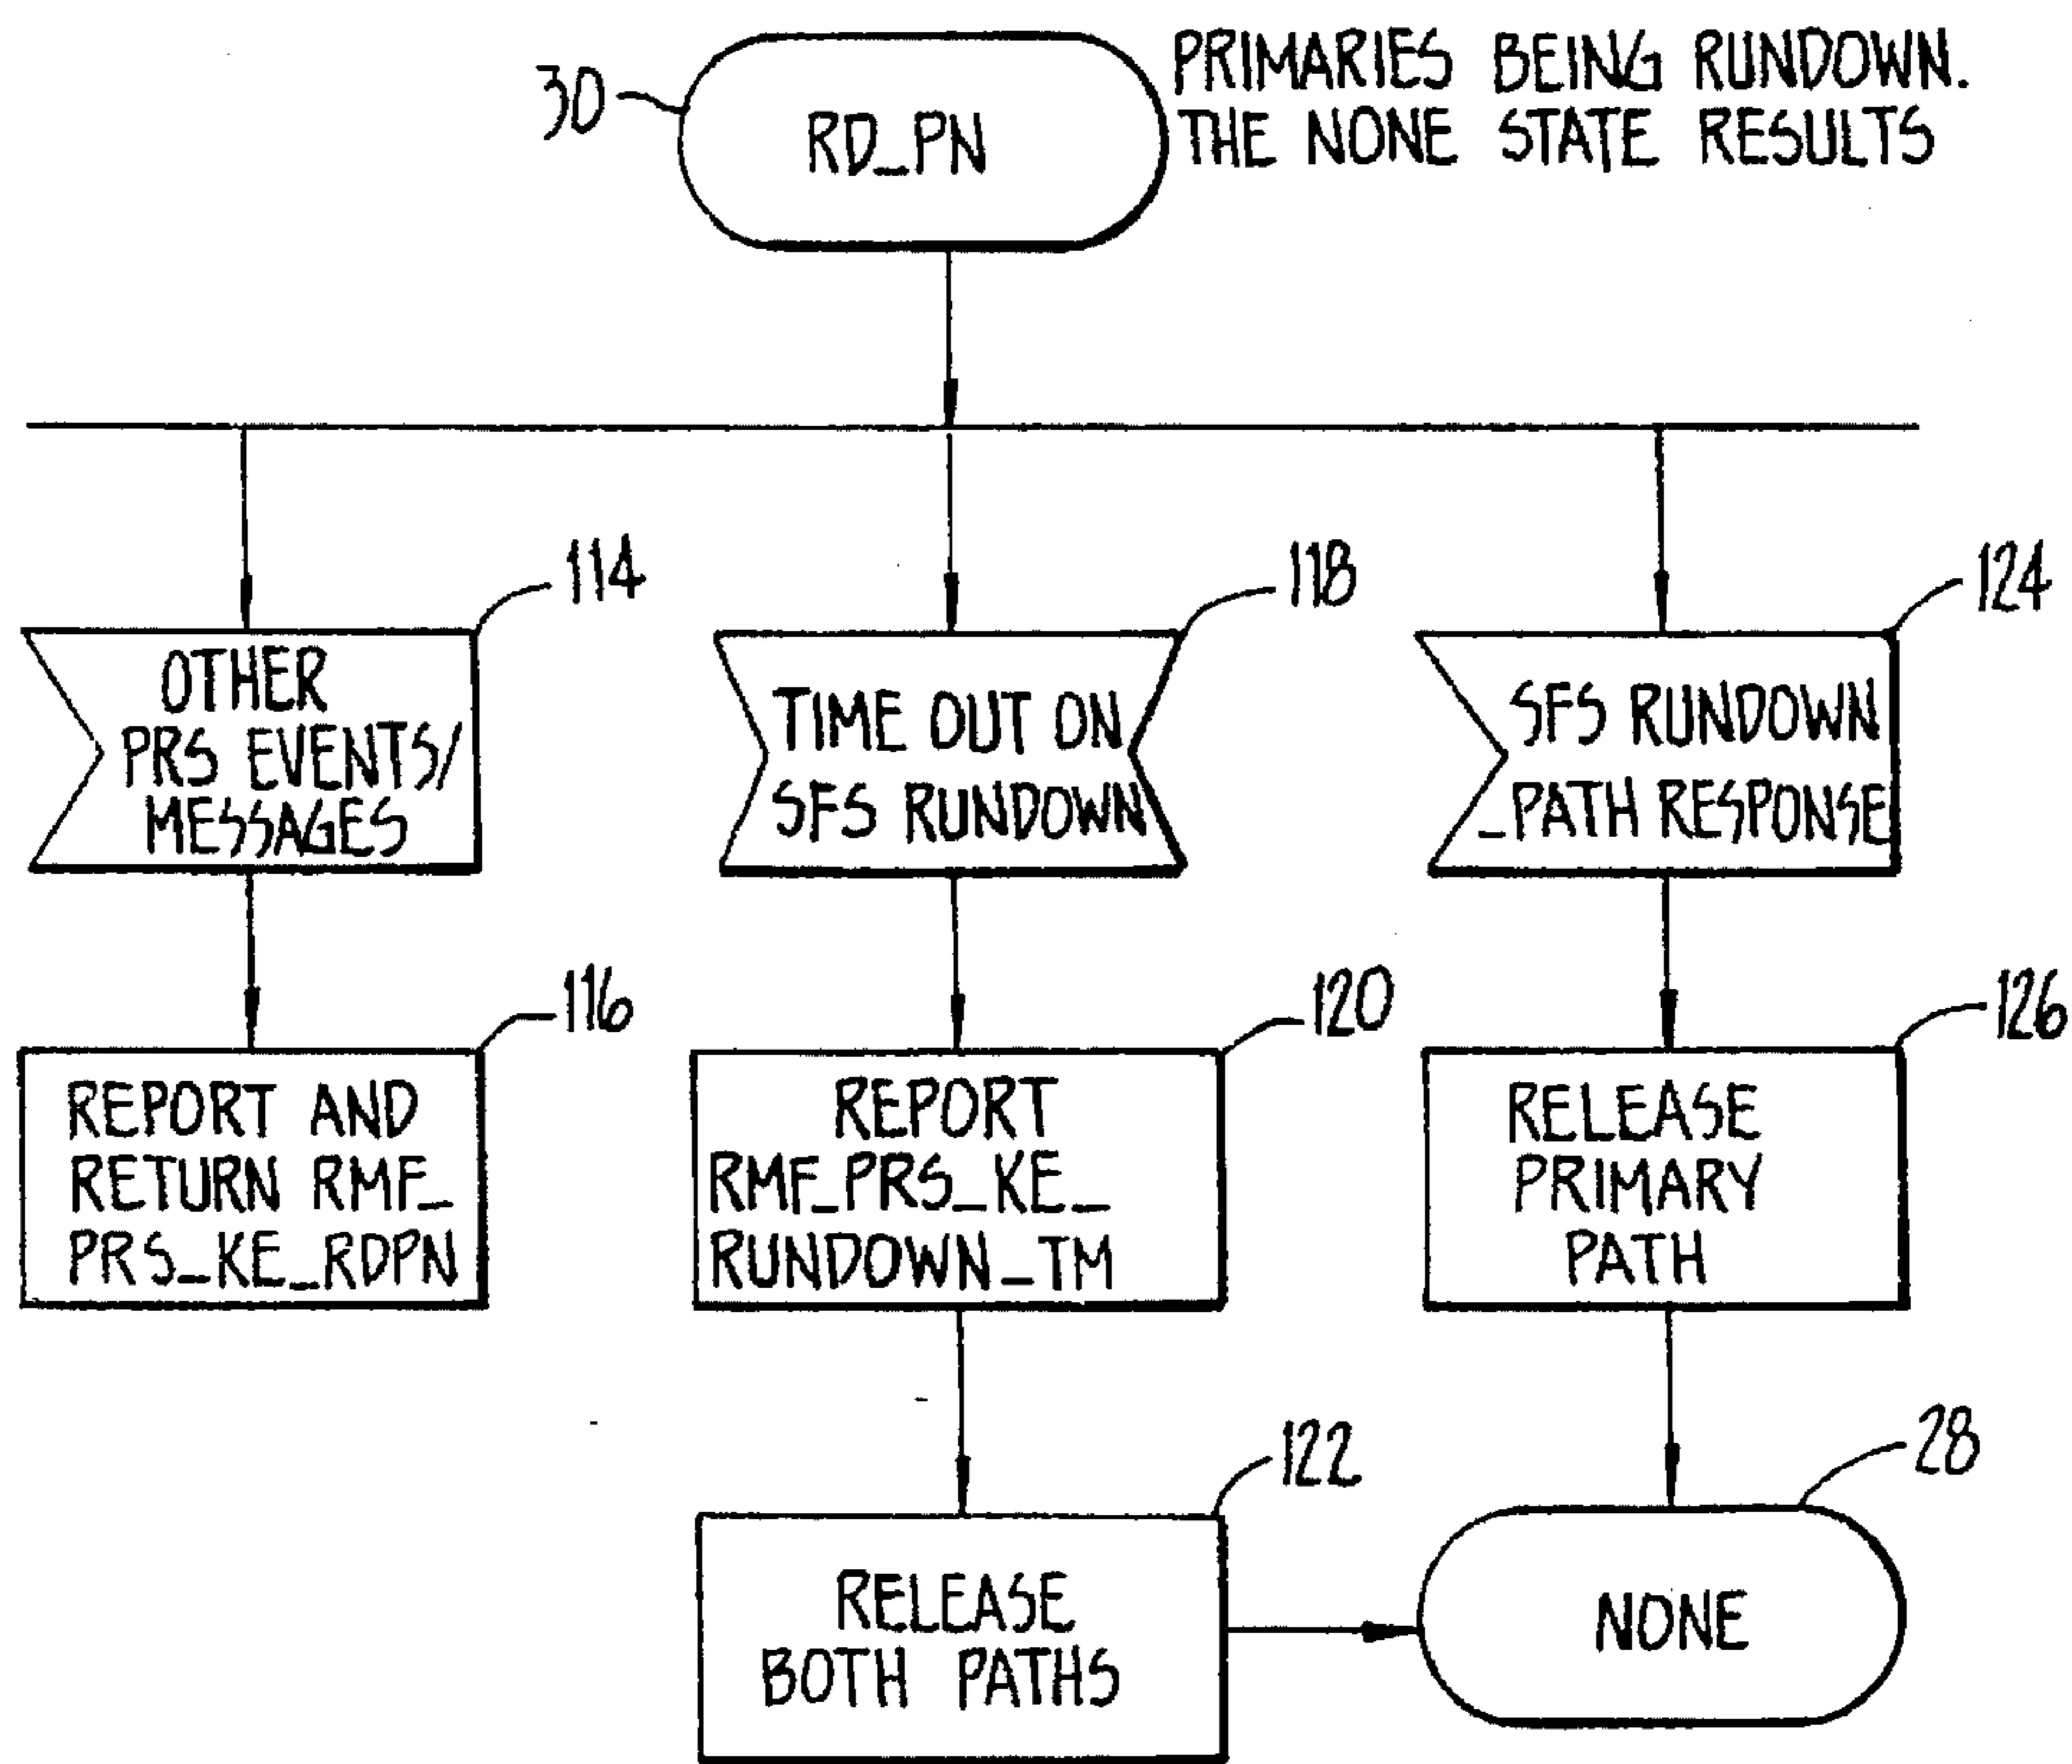 30
RD_PN
PRIMARIES BEING RUNDOWN.
THE NONE STATE RESULTS
114
OTHER
PRS EVENTS/
MESSAGES
118
TIME OUT ON
SFS RUNDOWN
124
SFS RUNDOWN
_PATH RESPONSE
116
REPORT AND
RETURN RMF_
PRS_KE_RDPN
120
REPORT
RMF_PRS_KE_
RUNDOWN_TM
126
RELEASE
PRIMARY
PATH
122
RELEASE
BOTH PATHS
28
NONE